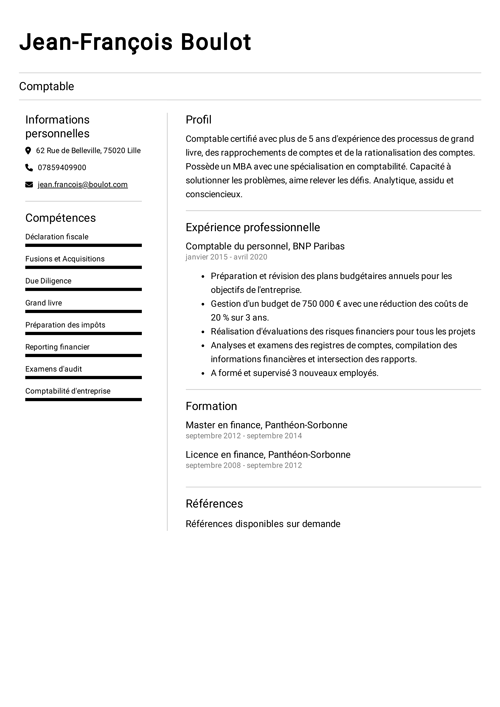 Jean-François Boulot
Comptable
Informations
personnelles
62 Rue de Belleville, 75020 Lille
07859409900
jean.francois@boulot.com
Compétences
Déclaration fiscale
Fusions et Acquisitions
Due Diligence
Grand livre
Préparation des impôts
Reporting financier
Examens d'audit
Comptabilité d'entreprise
Profil
Comptable certifié avec plus de 5 ans d'expérience des processus de grand
livre, des rapprochements de comptes et de la rationalisation des comptes.
Possède un MBA avec une spécialisation en comptabilité. Capacité à
solutionner les problèmes, aime relever les défis. Analytique, assidu et
consciencieux.
Expérience professionnelle
Comptable du personnel, BNP Paribas
janvier 2015 - avril 2020
• Préparation et révision des plans budgétaires annuels pour les
objectifs de l'entreprise.
• Gestion d'un budget de 750 000 € avec une réduction des coûts de
20 % sur 3 ans.
• Réalisation d'évaluations des risques financiers pour tous les projets
• Analyses et examens des registres de comptes, compilation des
informations financières et intersection des rapports.
• A formé et supervisé 3 nouveaux employés.
Formation
Master en finance, Panthéon-Sorbonne
septembre 2012 - septembre 2014
Licence en finance, Panthéon-Sorbonne
septembre 2008 - septembre 2012
Références
Références disponibles sur demande